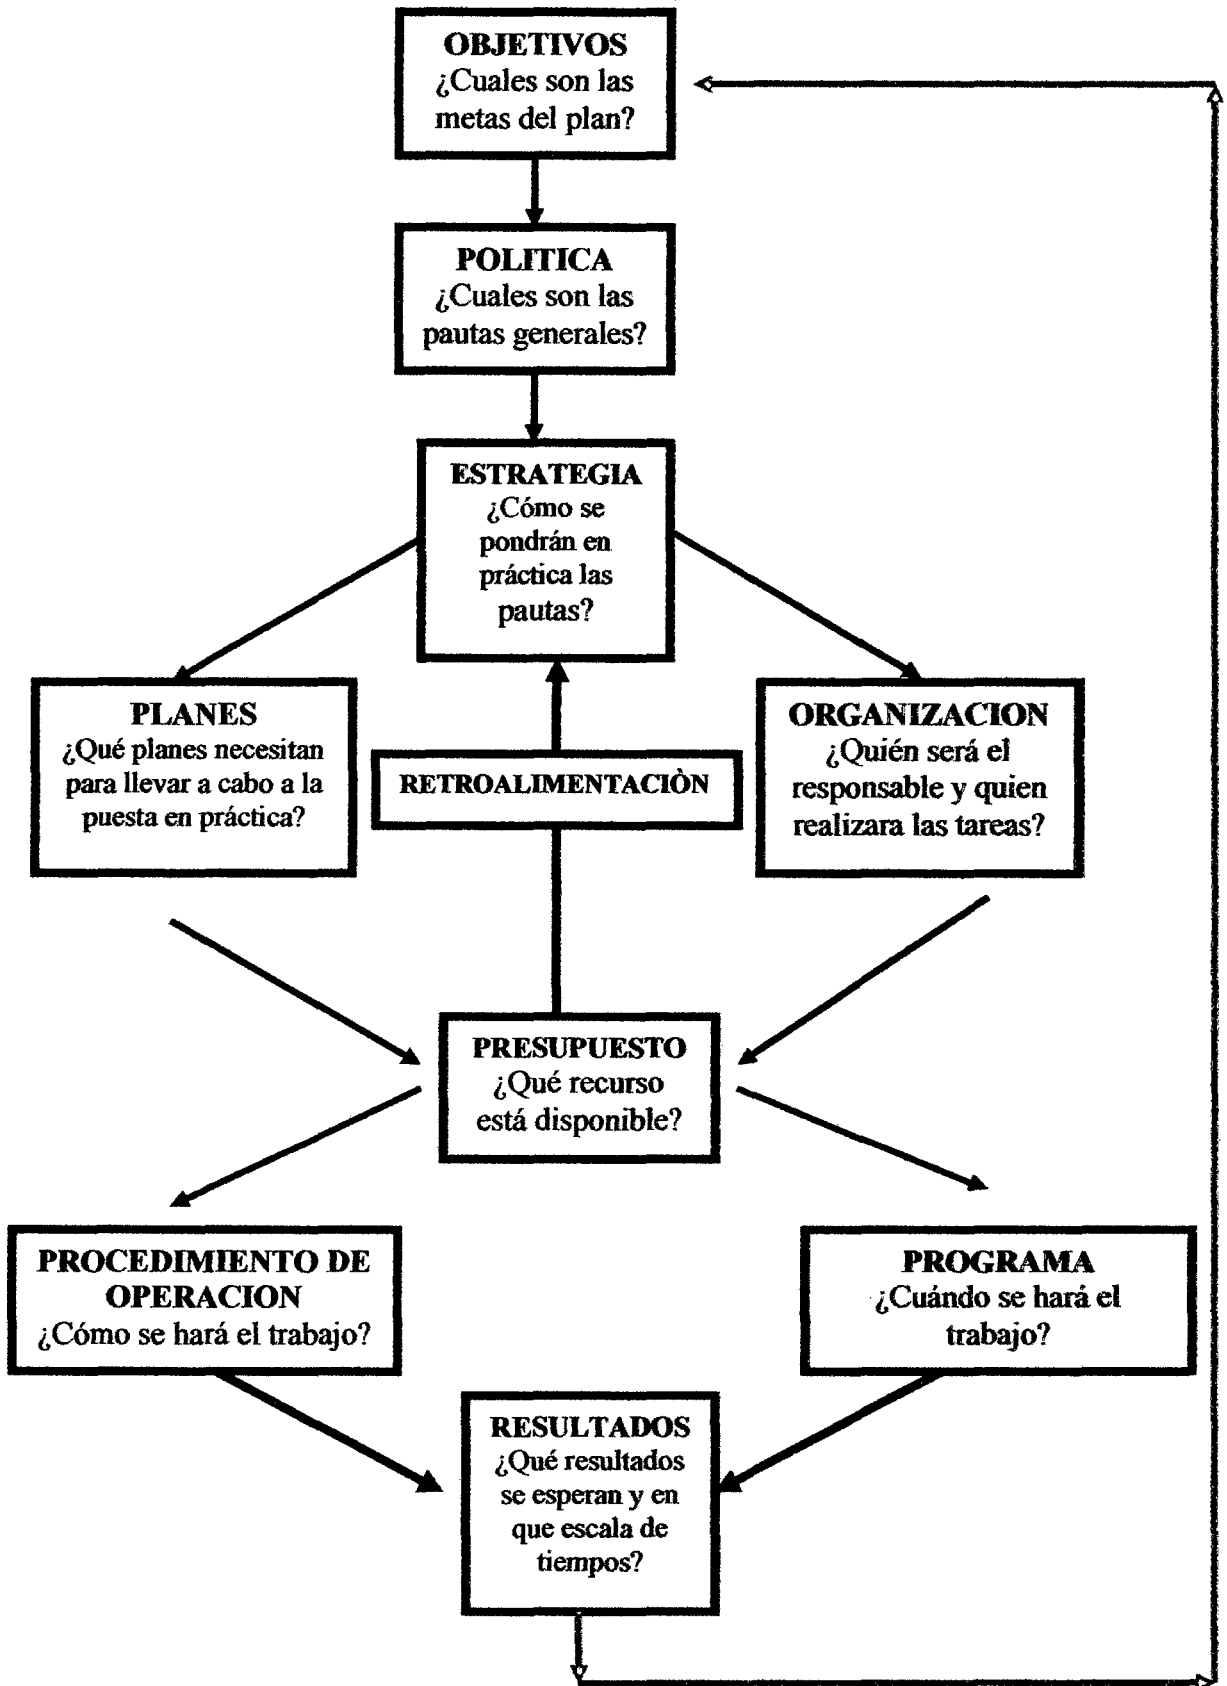 OBJETIVOS
¿Cuales son las
metas del plan?
POLITICA
¿Cuales son las
pautas generales?
ESTRATEGIA
¿Cómo se
pondrán en
práctica las
pautas?
PLANES
¿Qué planes necesitan
para llevar a cabo a la
puesta en práctica?
RETROALIMENTACIÒN
ORGANIZACION
¿Quién será el
responsable y quien
realizara las tareas?
PRESUPUESTO
¿Qué recurso
está disponible?
PROCEDIMIENTO DE
OPERACION
¿Cómo se hará el trabajo?
PROGRAMA
¿Cuándo se hará el
trabajo?
RESULTADOS
¿Qué resultados
se esperan y en
que escala de
tiempos?